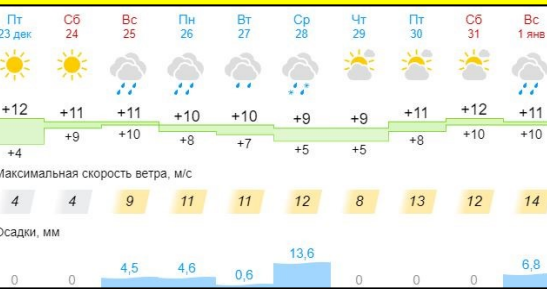 Пт Сб Вс Пн Вт Ср Чт Пт Сб Вс
23 дек 24 25 26 27 28 29 30 31 1 янв
+12 +11 +11 +10 +10 +9 +9 +11 +12 +11
+4 +9 +10 +8 +7 +5 +5 +8 +10 +10
Максимальная скорость ветра, м/с
4 4 9 11 11 12 8 13 12 14
Осадки, мм
0 0 4,5 4,6 0,6 13,6 0 0 0 6,8